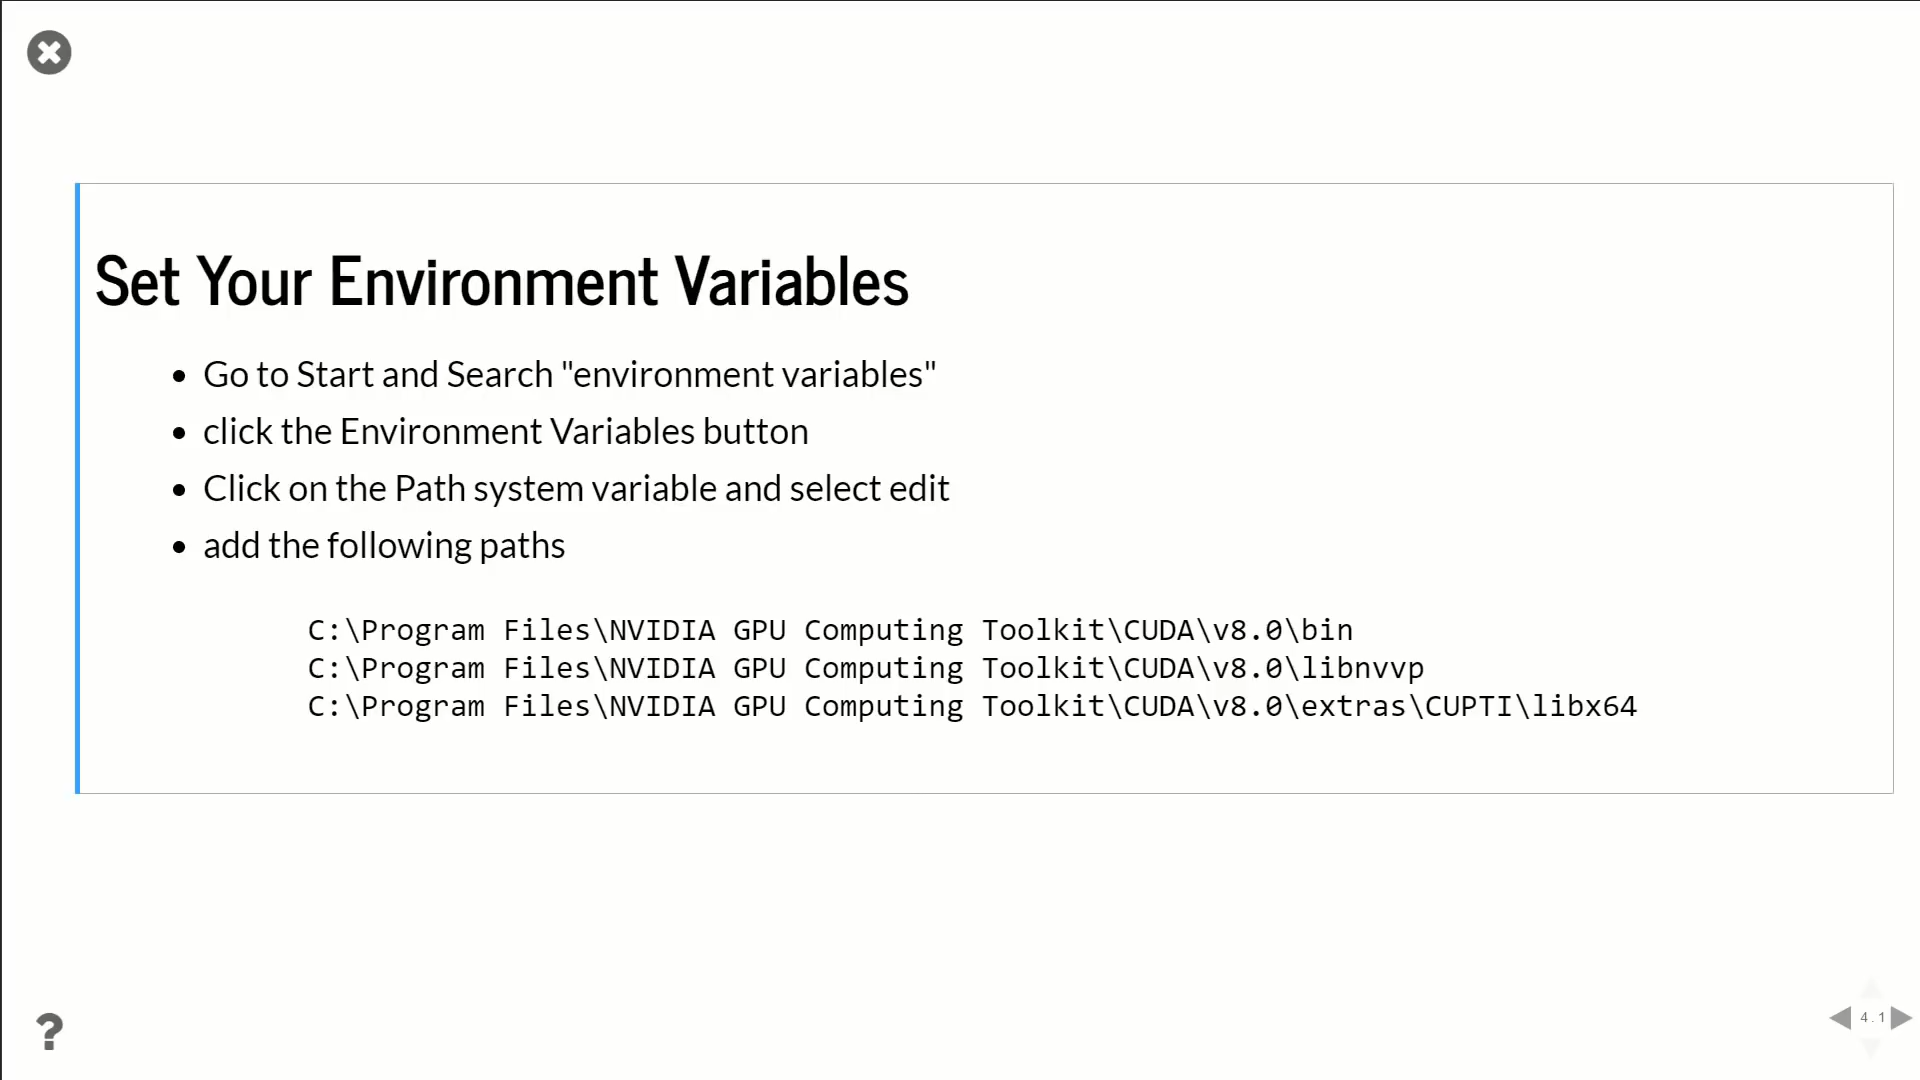 Set Your Environment Variables
• Go to Start and Search "environment variables"
• click the Environment Variables button
• Click on the Path system variable and select edit
• add the following paths
C:\Program Files\NVIDIA GPU Computing Toolkit\CUDA\v8.0\bin
C:\Program Files\NVIDIA GPU Computing Toolkit\CUDA\v8.0\libnvvp
C:\Program Files\NVIDIA GPU Computing Toolkit\CUDA\v8.0\extras\CUPTI\libx64
?
4.1